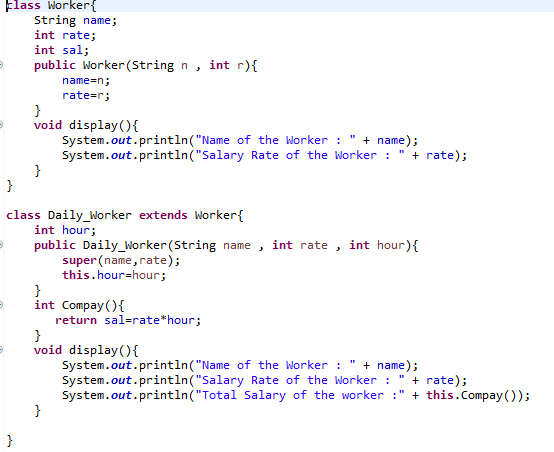 class Worker{
    String name;
    int rate;
    int sal;
    public Worker(String n , int r){
        name=n;
        rate=r;
    }
    void display(){
        System.out.println("Name of the Worker : " + name);
        System.out.println("Salary Rate of the Worker : " + rate);
    }
}

class Daily_Worker extends Worker{
    int hour;
    public Daily_Worker(String name , int rate , int hour){
        super(name,rate);
        this.hour=hour;
    }
    int Compay(){
       return sal=rate*hour;
    }
    void display(){
        System.out.println("Name of the Worker : " + name);
        System.out.println("Salary Rate of the Worker : " + rate);
        System.out.println("Total Salary of the worker :" + this.Compay());
    }

}